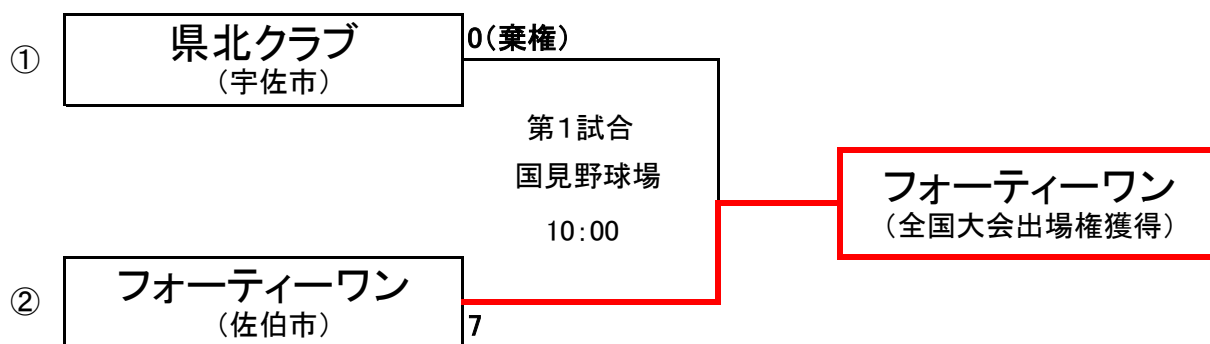 ①
県北クラブ
（宇佐市）
0（棄権）
第１試合
国見野球場
10：00
②
フォーティーワン
（佐伯市）
7
フォーティーワン
（全国大会出場権獲得）